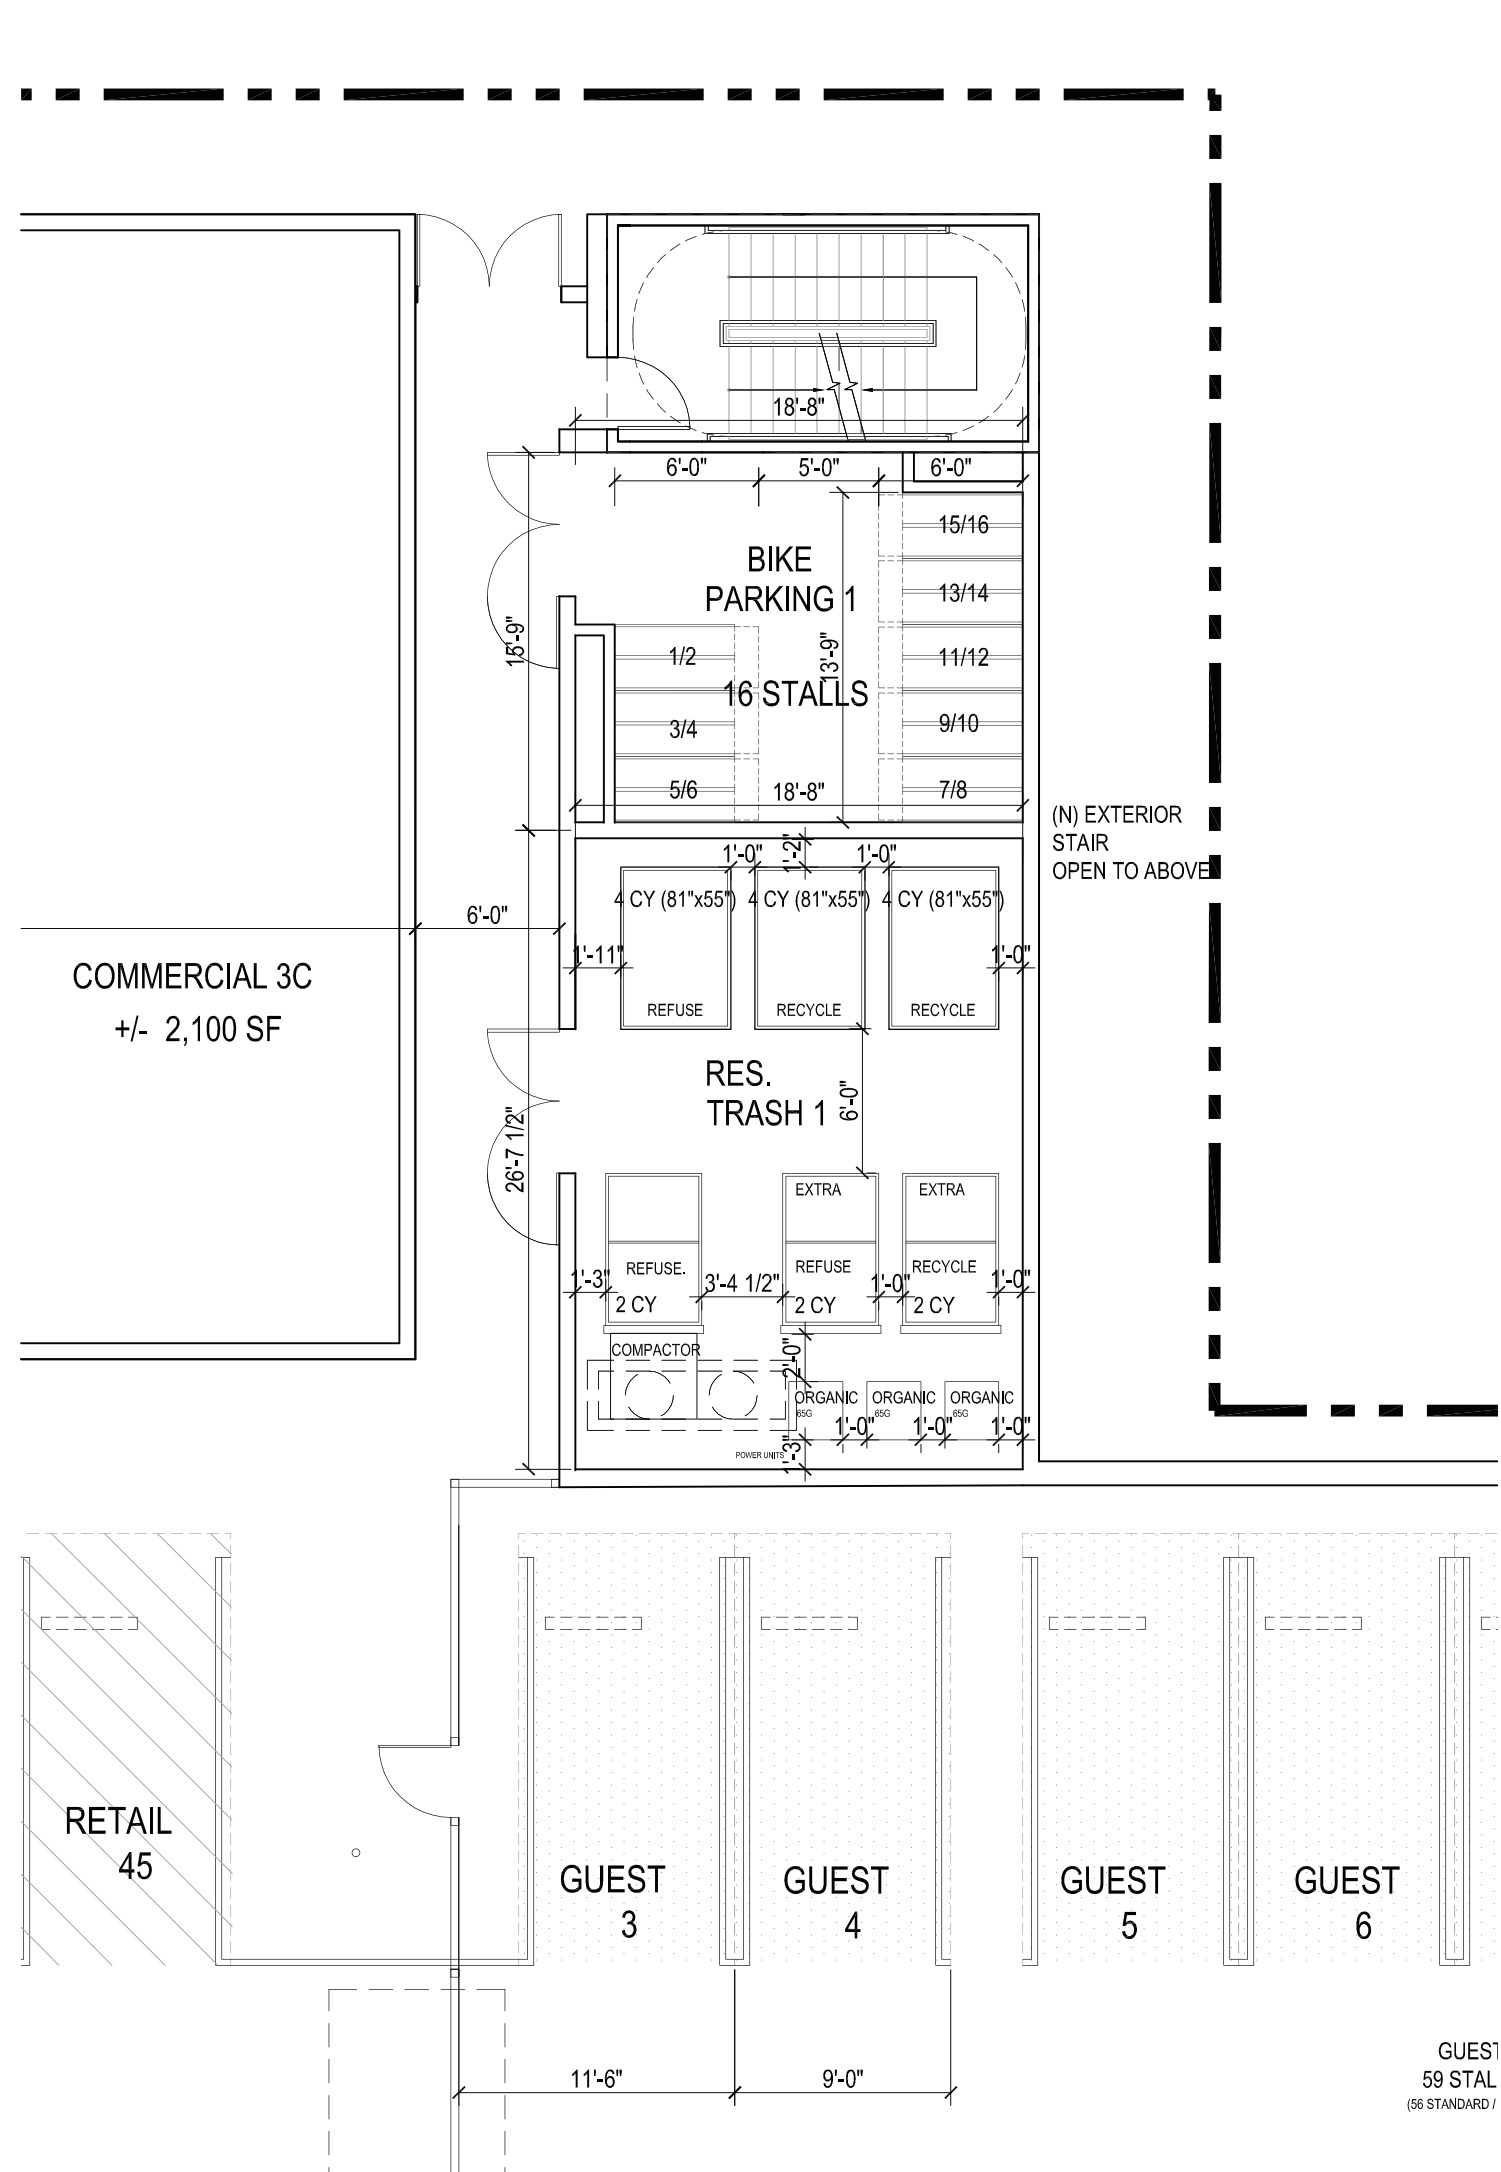 18'-8"
6'-0"
5'-0"
6'-0"
15/16
BIKE
PARKING 1
13/14
15'-9"
13'-9"
1/2
11/12
16 STALLS
3/4
9/10
5/6
18'-8"
7/8
(N) EXTERIOR
STAIR
OPEN TO ABOVE
1'-0"
1'-2"
1'-0"
4 CY (81"x55")
4 CY (81"x55")
4 CY (81"x55")
6'-0"
1'-11"
1'-0"
COMMERCIAL 3C
+/- 2,100 SF
REFUSE
RECYCLE
RECYCLE
RES.
TRASH 1
6'-0"
26'-7 1/2"
EXTRA
EXTRA
REFUSE.
REFUSE
RECYCLE
1'-3"
3'-4 1/2"
1'-0"
1'-0"
2 CY
2 CY
2 CY
COMPACTOR
2'-0"
ORGANIC
65G
ORGANIC
65G
ORGANIC
65G
1'-0"
1'-0"
1'-0"
POWER UNITS
1'-3"
RETAIL
45
GUEST
3
GUEST
4
GUEST
5
GUEST
6
11'-6"
9'-0"
GUEST
59 STAL
(56 STANDARD /